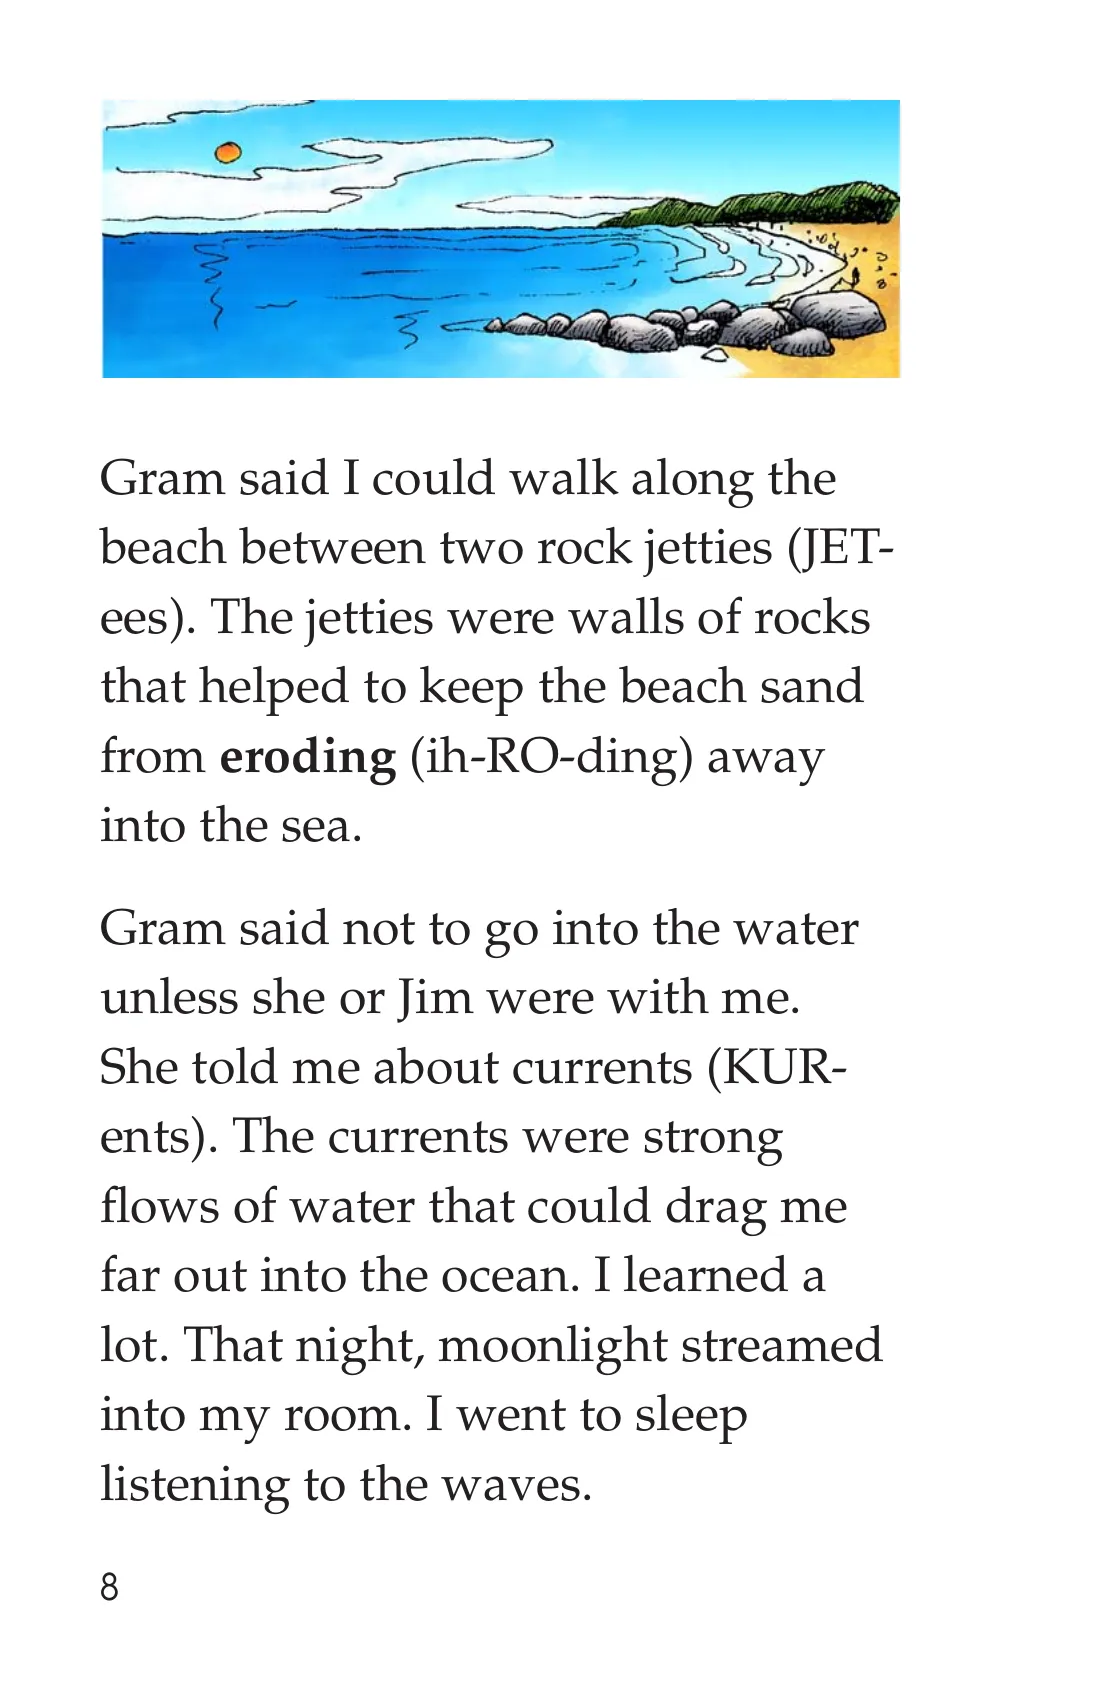 Gram said I could walk along the
beach between two rock jetties (JET-
ees). The jetties were walls of rocks
that helped to keep the beach sand
from eroding (ih-RO-ding) away
into the sea.
Gram said not to go into the water
unless she or Jim were with me.
She told me about currents (KUR-
ents). The currents were strong
flows of water that could drag me
far out into the ocean. I learned a
lot. That night, moonlight streamed
into my room. I went to sleep
listening to the waves.
8